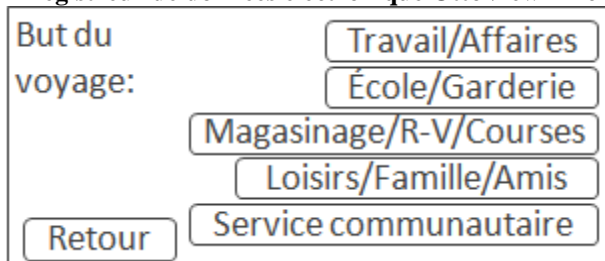 But du
voyage:
Travail/Affaires
École/Garderie
Magasinage/R-V/Courses
Loisirs/Famille/Amis
Service communautaire
Retour